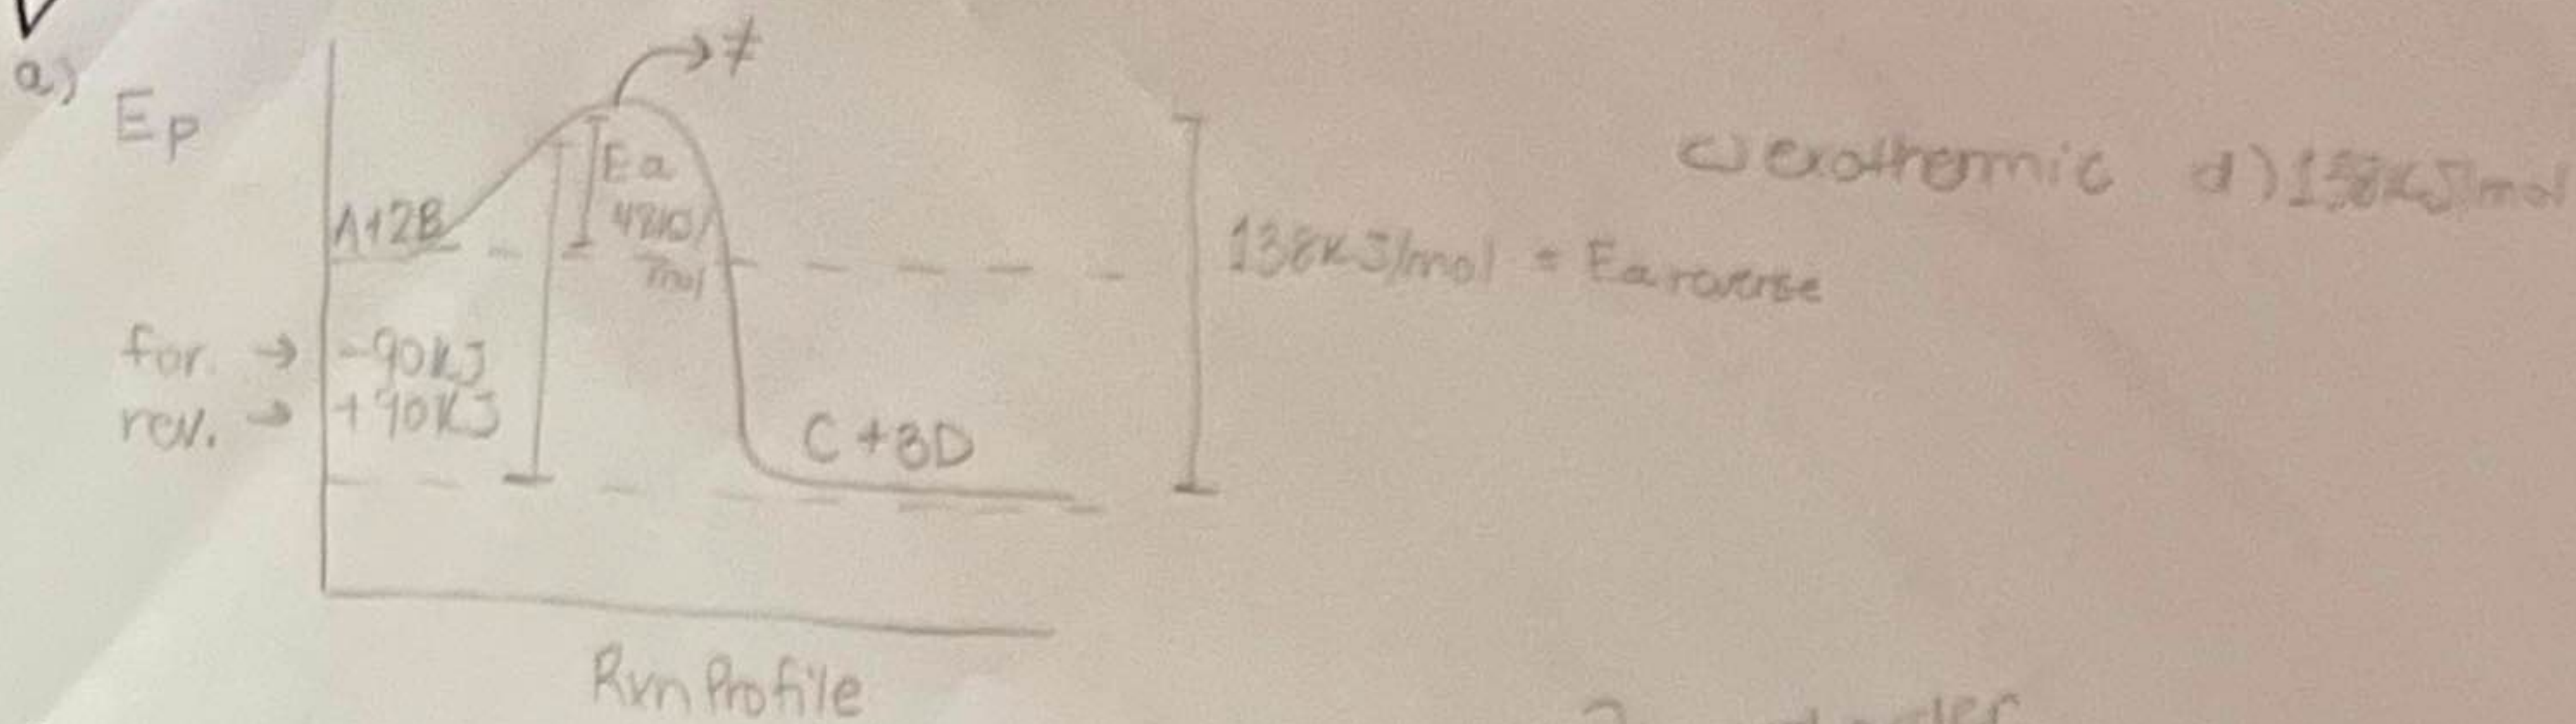 a)
Ep
→ ≠
A+2B
Ea
48KJ/
mol
138KJ/mol = Ea reverse
c) exothermic d) 138KJ/mol
for. → -90KJ
rev. → +90KJ
C + 3D
Rxn Profile